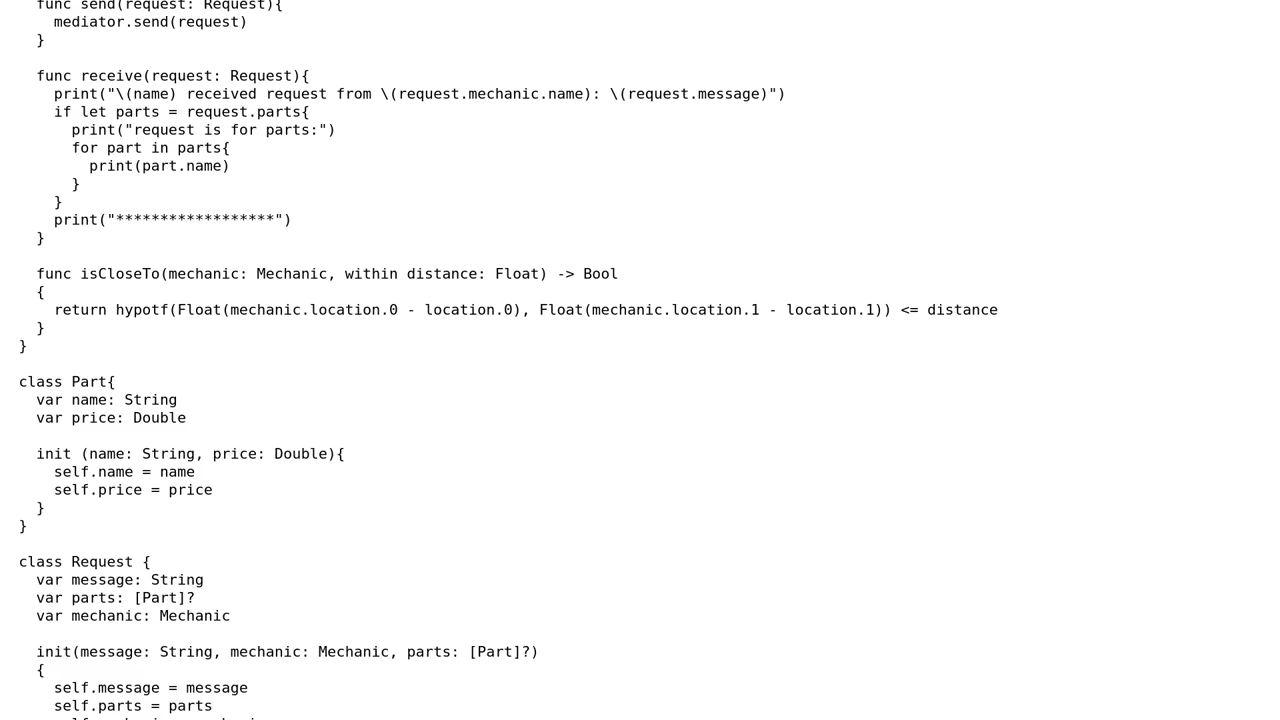 func send(request: Request){
mediator.send(request)
}
func receive(request: Request){
print("\(name) received request from \(request.mechanic.name): \(request.message)")
if let parts = request.parts{
print("request is for parts:")
for part in parts{
print(part.name)
}
}
print("******************")
}
func isCloseTo(mechanic: Mechanic, within distance: Float) -> Bool
{
return hypotf(Float(mechanic.location.0 - location.0), Float(mechanic.location.1 - location.1)) <= distance
}
}
class Part{
var name: String
var price: Double
init (name: String, price: Double){
self.name = name
self.price = price
}
}
class Request {
var message: String
var parts: [Part]?
var mechanic: Mechanic
init(message: String, mechanic: Mechanic, parts: [Part]?)
{
self.message = message
self.parts = parts